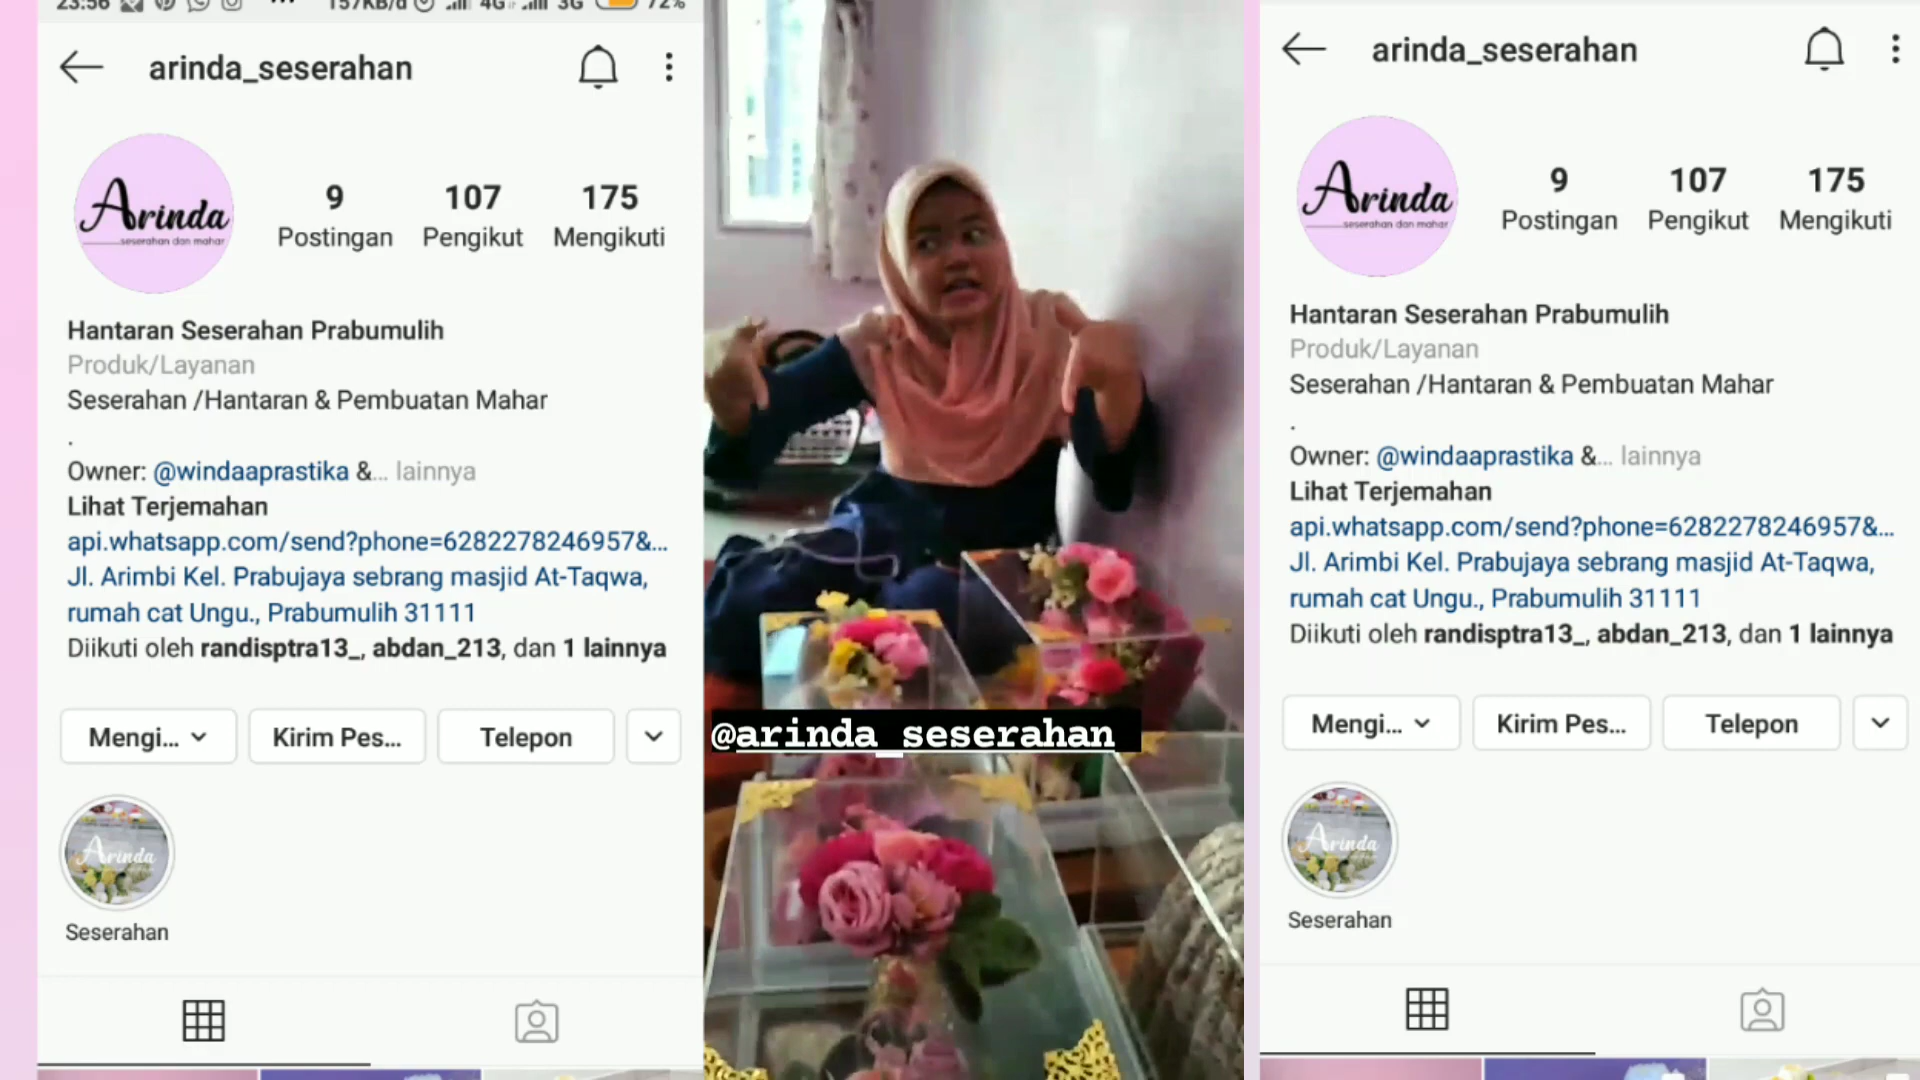 23:56
157KB/d 4G 3G 72%
arinda_seserahan
Arinda
seserahan dan mahar
9 107 175
Postingan Pengikut Mengikuti
Hantaran Seserahan Prabumulih
Produk/Layanan
Seserahan /Hantaran & Pembuatan Mahar
.
Owner: @windaaprastika &... lainnya
Lihat Terjemahan
api.whatsapp.com/send?phone=6282278246957&...
Jl. Arimbi Kel. Prabujaya sebrang masjid At-Taqwa,
rumah cat Ungu., Prabumulih 31111
Diikuti oleh randisptra13_, abdan_213, dan 1 lainnya
Mengi... Kirim Pes... Telepon
Arinda
Seserahan
@arinda_seserahan
arinda_seserahan
Arinda
seserahan dan mahar
9 107 175
Postingan Pengikut Mengikuti
Hantaran Seserahan Prabumulih
Produk/Layanan
Seserahan /Hantaran & Pembuatan Mahar
.
Owner: @windaaprastika &... lainnya
Lihat Terjemahan
api.whatsapp.com/send?phone=6282278246957&...
Jl. Arimbi Kel. Prabujaya sebrang masjid At-Taqwa,
rumah cat Ungu., Prabumulih 31111
Diikuti oleh randisptra13_, abdan_213, dan 1 lainnya
Mengi... Kirim Pes... Telepon
Arinda
Seserahan